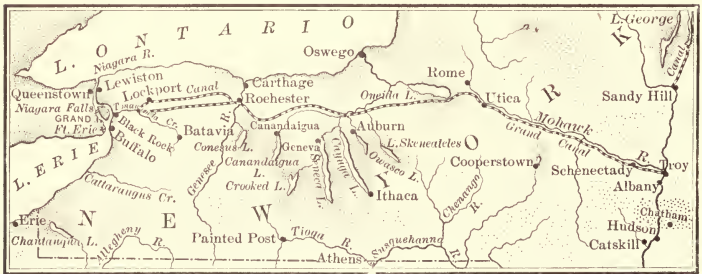 L. ONTARIO
L. George
Canal
Niagara R.
Oswego
Rome
Lewiston
Queenstown
Lockport
Canal
Carthage
Rochester
Oneida L.
Utica
Sandy Hill
Niagara Falls
GRAND I.
Ft. Erie
Black Rock
Buffalo
Cr.
R.
Batavia
Canandaigua
Geneva
Auburn
Mohawk
R.
Grand
Canal
Conesus L.
L. Skeneateles
Owasco L.
Cooperstown
Schenectady
Troy
Albany
L. ERIE
Genesee
Canandaigua
L.
Crooked L.
Seneca L.
Cayuga L.
Ithaca
Chenango
R.
Cattaraugus Cr.
Erie
Chautauqua L.
Allegheny
R.
NEW YORK
Painted Post
Tioga
R.
Athens
Susquehanna
R.
Chatham
Hudson
Catskill